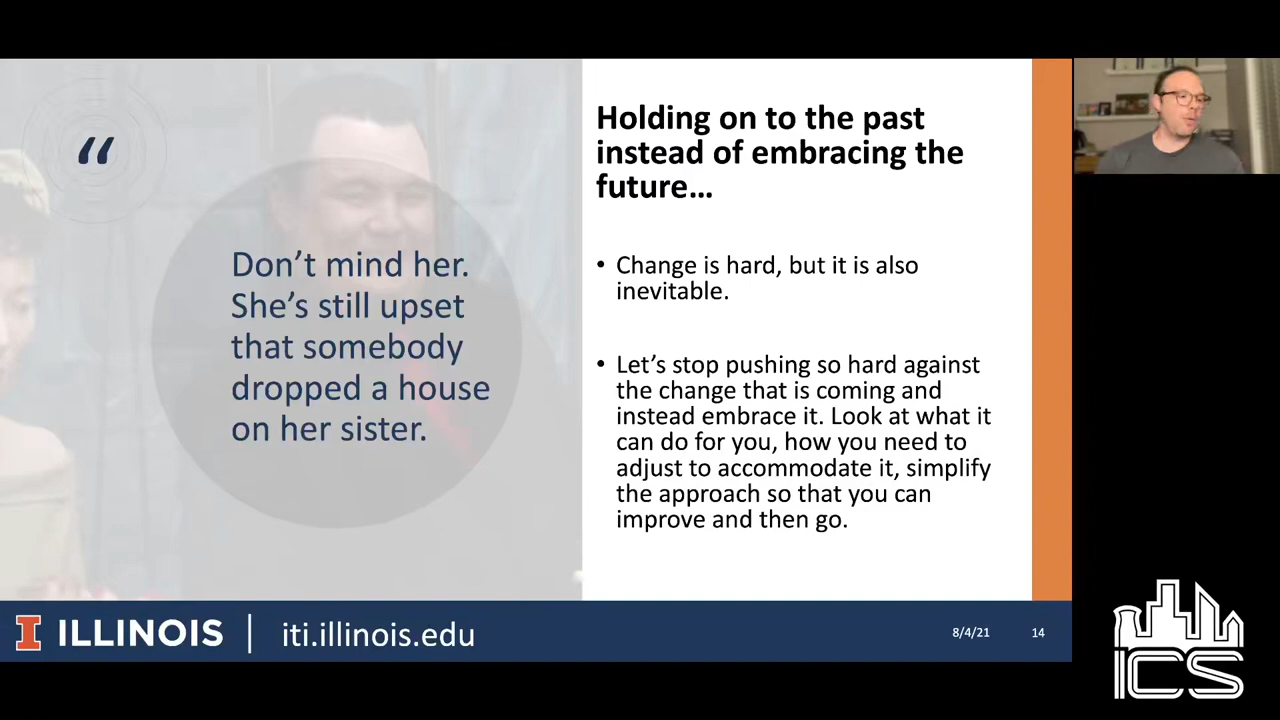 “
Don’t mind her.
She’s still upset
that somebody
dropped a house
on her sister.
Holding on to the past
instead of embracing the
future…
• Change is hard, but it is also
inevitable.
• Let’s stop pushing so hard against
the change that is coming and
instead embrace it. Look at what it
can do for you, how you need to
adjust to accommodate it, simplify
the approach so that you can
improve and then go.
I ILLINOIS | iti.illinois.edu
8/4/21 14
ICS